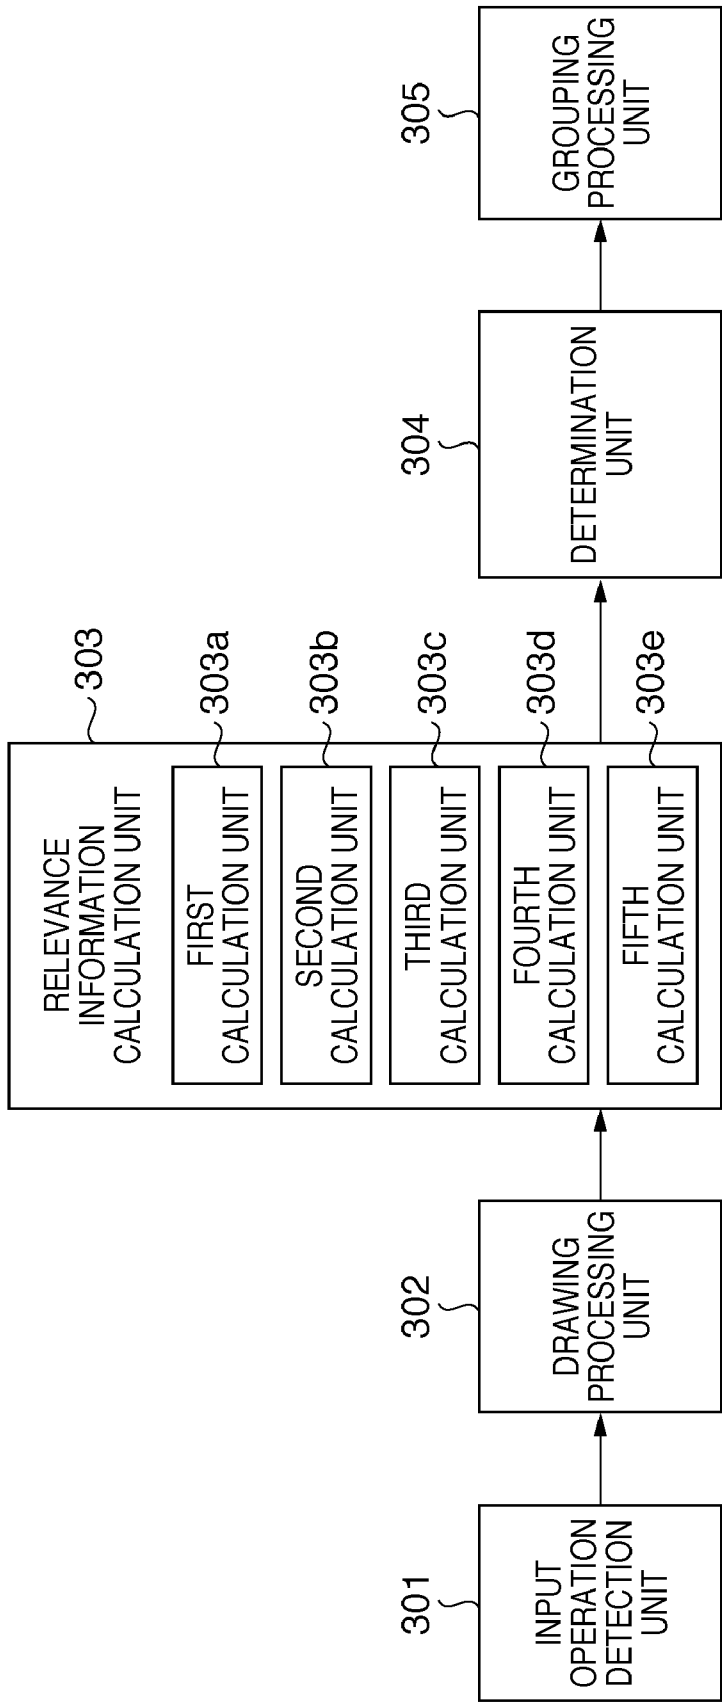 301
INPUT
OPERATION
DETECTION
UNIT
302
DRAWING
PROCESSING
UNIT
303
RELEVANCE
INFORMATION
CALCULATION UNIT
303a
FIRST
CALCULATION UNIT
303b
SECOND
CALCULATION UNIT
303c
THIRD
CALCULATION UNIT
303d
FOURTH
CALCULATION UNIT
303e
FIFTH
CALCULATION UNIT
304
DETERMINATION
UNIT
305
GROUPING
PROCESSING
UNIT